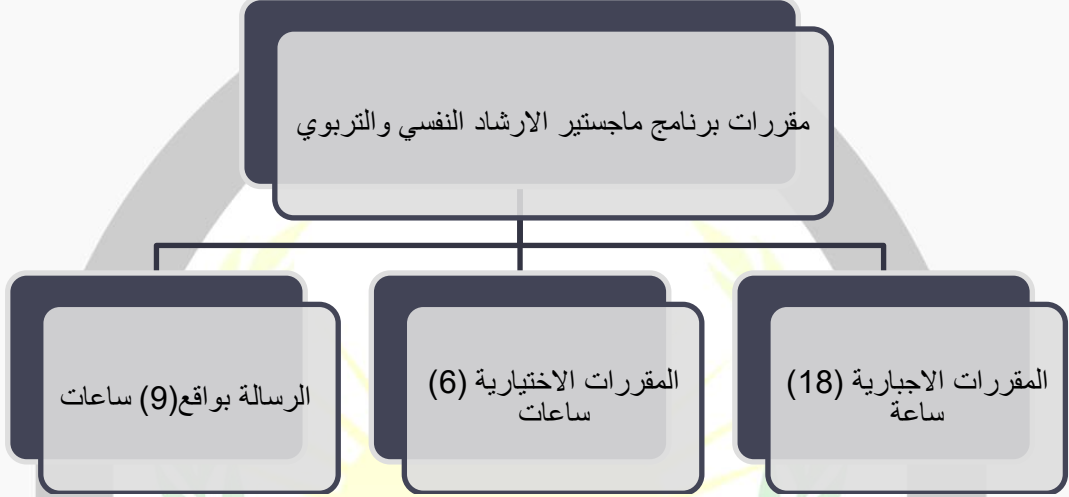 مقررات برنامج ماجستير الارشاد النفسي والتربوي
المقررات الاجبارية (18)
ساعة
المقررات الاختيارية (6)
ساعات
الرسالة بواقع(9) ساعات